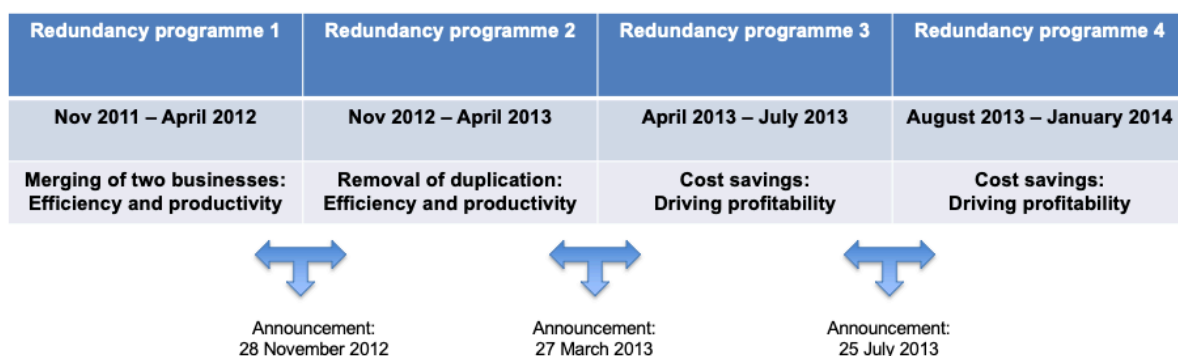 Redundancy programme 1
Redundancy programme 2
Redundancy programme 3
Redundancy programme 4
Nov 2011 – April 2012
Nov 2012 – April 2013
April 2013 – July 2013
August 2013 – January 2014
Merging of two businesses:
Efficiency and productivity
Removal of duplication:
Efficiency and productivity
Cost savings:
Driving profitability
Cost savings:
Driving profitability
Announcement:
28 November 2012
Announcement:
27 March 2013
Announcement:
25 July 2013